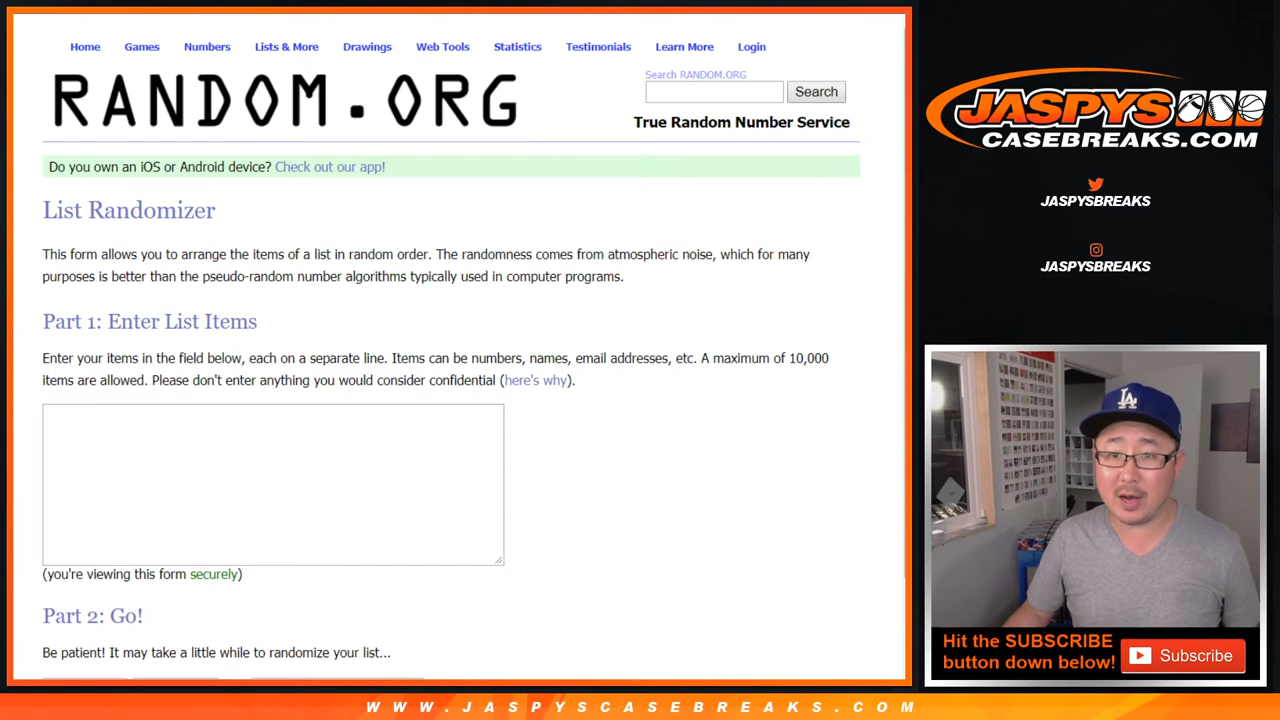 Home Games Numbers Lists & More Drawings Web Tools Statistics Testimonials Learn More Login
RANDOM.ORG
Search RANDOM.ORG
Search
True Random Number Service
Do you own an iOS or Android device? Check out our app!
List Randomizer
This form allows you to arrange the items of a list in random order. The randomness comes from atmospheric noise, which for many
purposes is better than the pseudo-random number algorithms typically used in computer programs.
Part 1: Enter List Items
Enter your items in the field below, each on a separate line. Items can be numbers, names, email addresses, etc. A maximum of 10,000
items are allowed. Please don't enter anything you would consider confidential (here's why).
(you're viewing this form securely)
Part 2: Go!
Be patient! It may take a little while to randomize your list...
JASPYS
CASEBREAKS.COM
JASPYSBREAKS
JASPYSBREAKS
LA
Hit the SUBSCRIBE
button down below!
Subscribe
WWW.JASPYSCASEBREAKS.COM